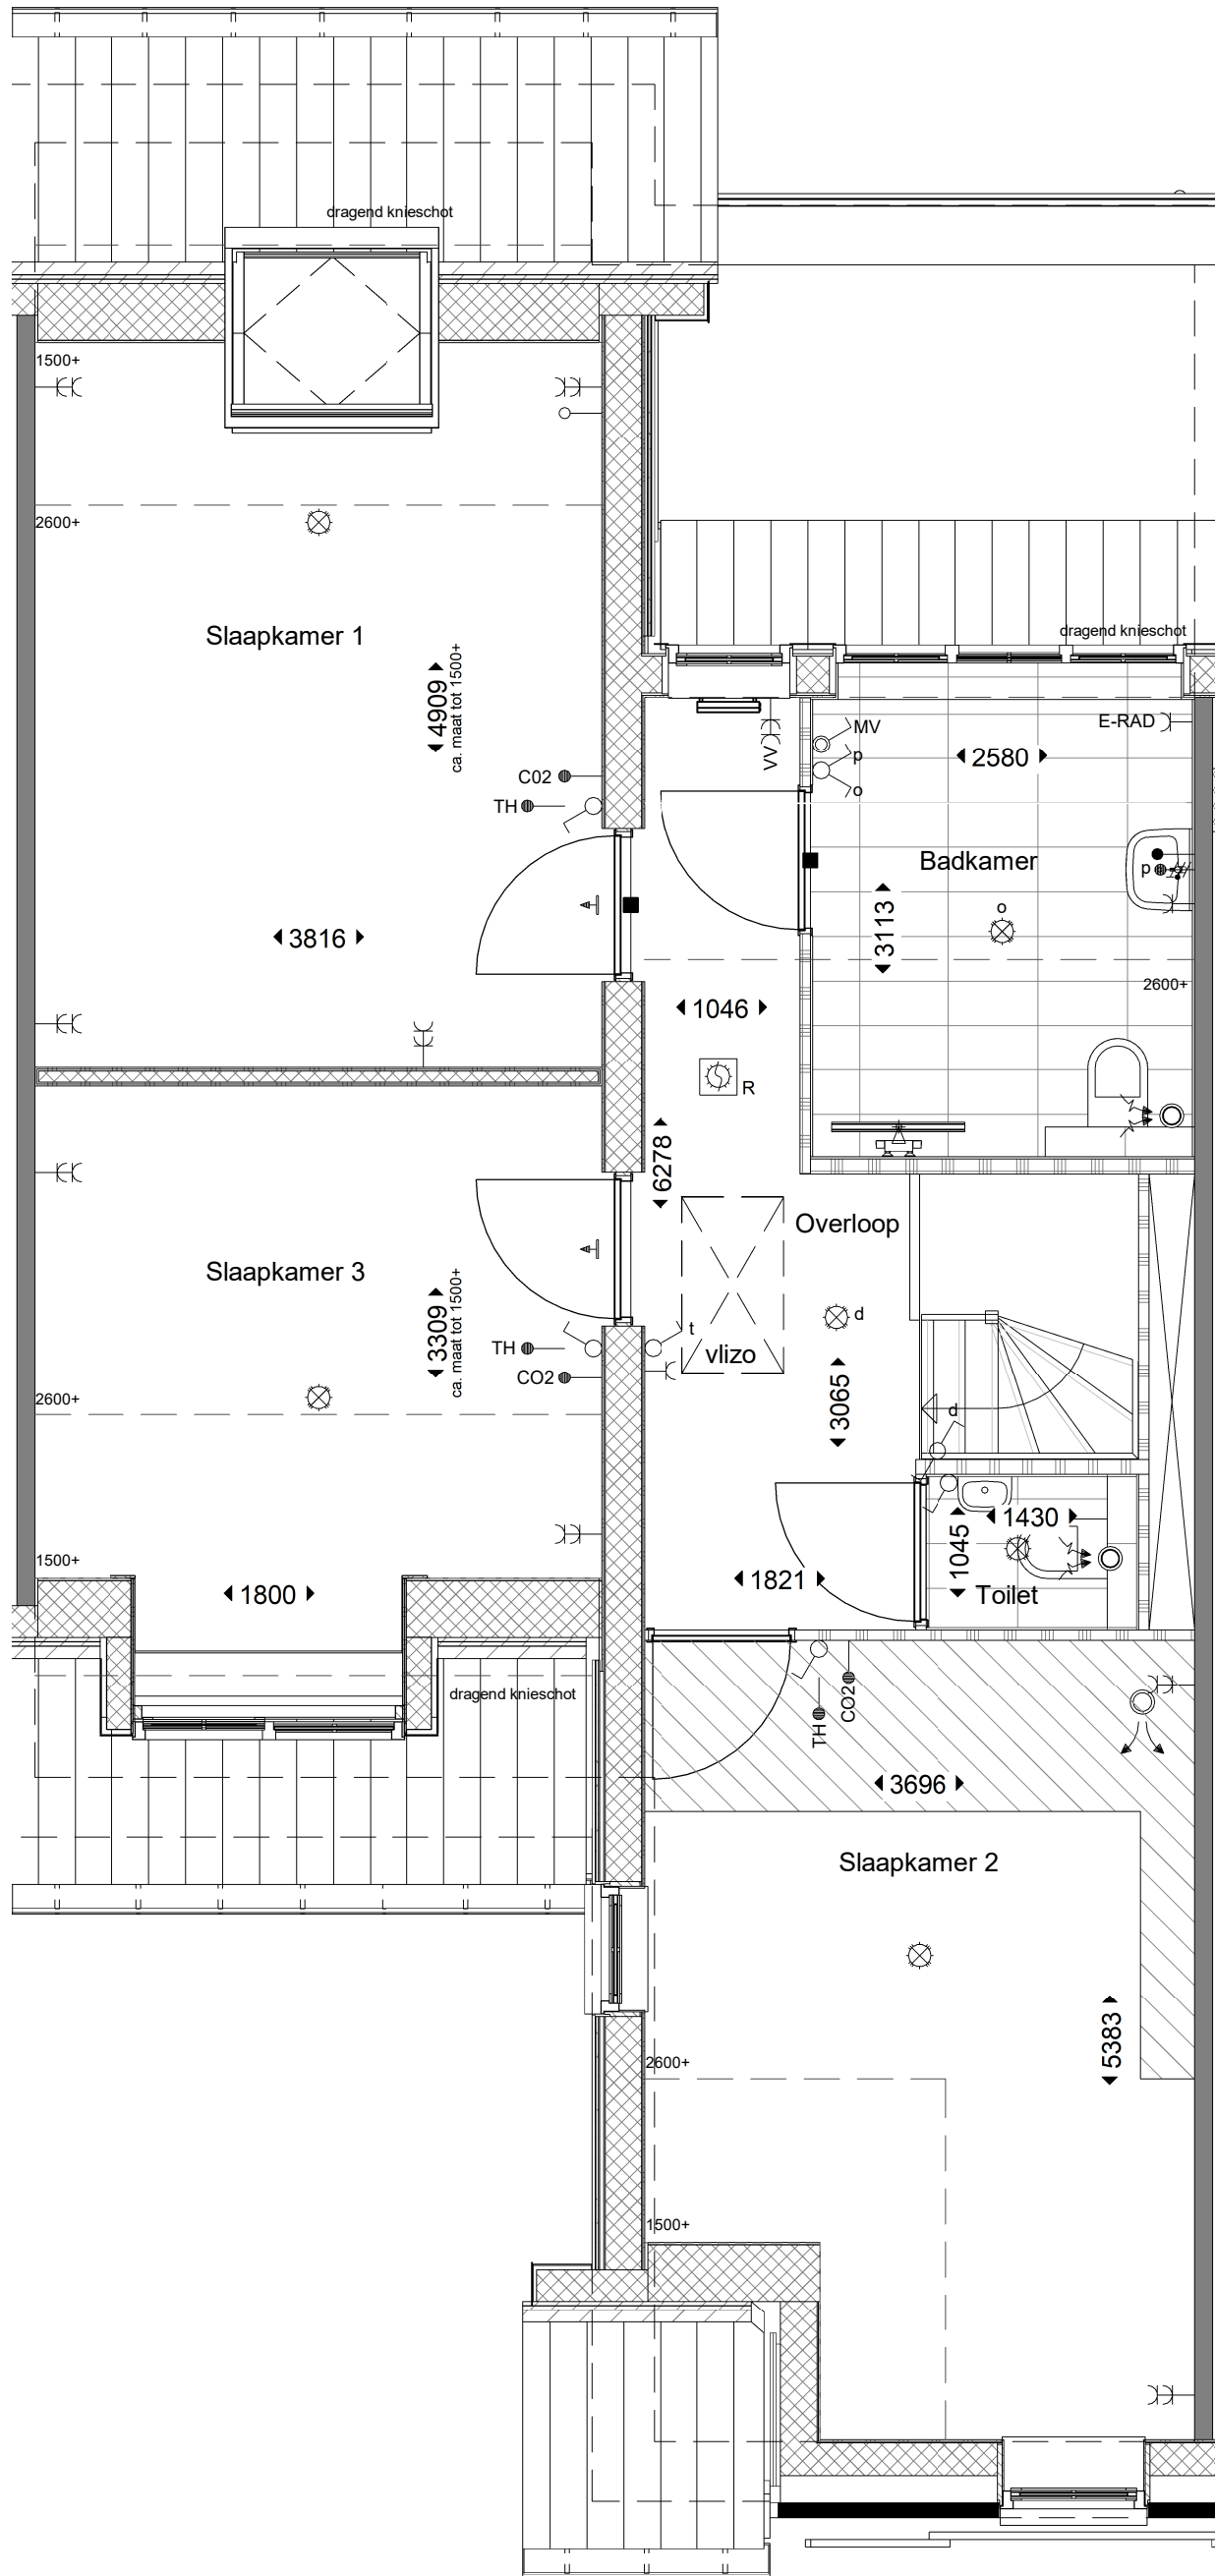 dragend knieschot
1500+
2600+
Slaapkamer 1
4909
ca. maat tot 1500+
dragend knieschot
VV
MV
p
o
E-RAD
2580
C02
TH
Badkamer
p
3113
o
3816
2600+
1046
R
6278
Overloop
Slaapkamer 3
3309
ca. maat tot 1500+
d
t
vlizo
TH
CO2
2600+
3065
d
1430
1045
1500+
1800
1821
Toilet
dragend knieschot
TH
CO2
3696
Slaapkamer 2
5383
2600+
1500+